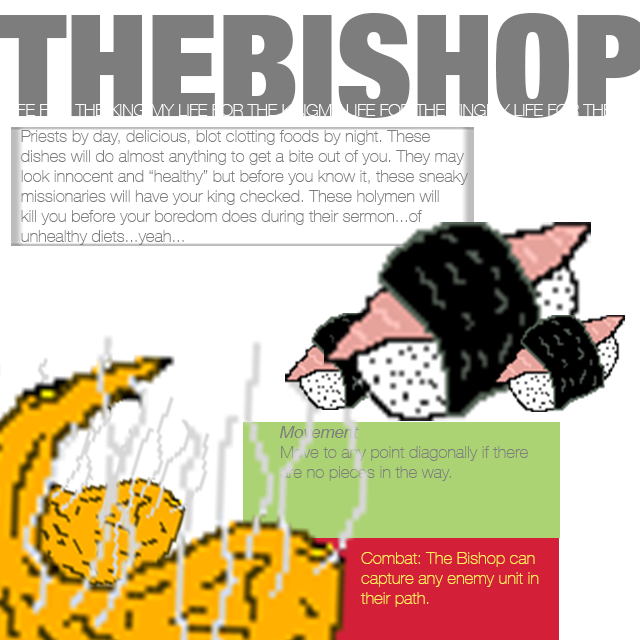 THEBISHOP
FE FOR THE KING MY LIFE FOR THE KINGMY LIFE FOR THE KINGMY LIFE FOR THE
Priests by day, delicious, blot clotting foods by night. These
dishes will do almost anything to get a bite out of you. They may
look innocent and “healthy” but before you know it, these sneaky
missionaries will have your king checked. These holymen will
kill you before your boredom does during their sermon...of
unhealthy diets...yeah...
Movement
Move to any point diagonally if there
are no pieces in the way.
Combat: The Bishop can
capture any enemy unit in
their path.